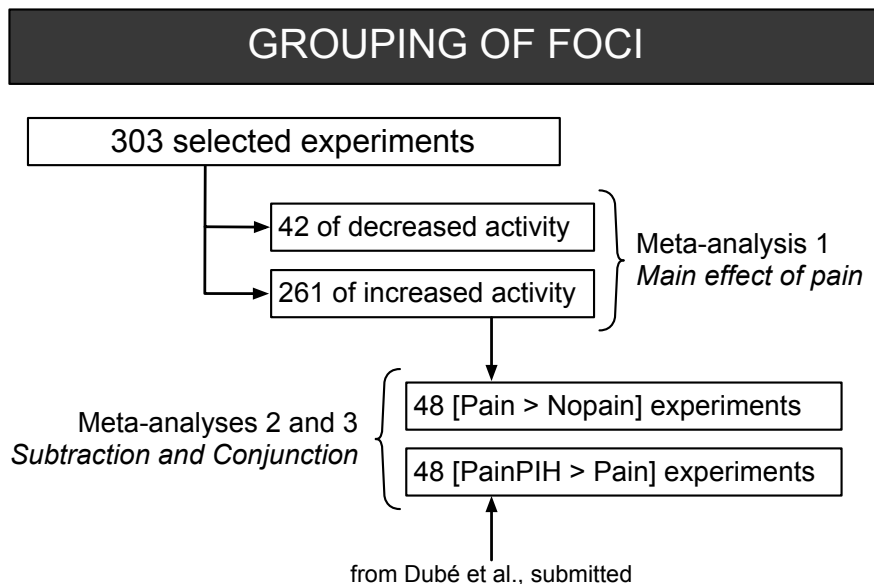 GROUPING OF FOCI
303 selected experiments
42 of decreased activity
261 of increased activity
Meta-analysis 1
Main effect of pain
48 [Pain > Nopain] experiments
48 [PainPIH > Pain] experiments
Meta-analyses 2 and 3
Subtraction and Conjunction
from Dubé et al., submitted